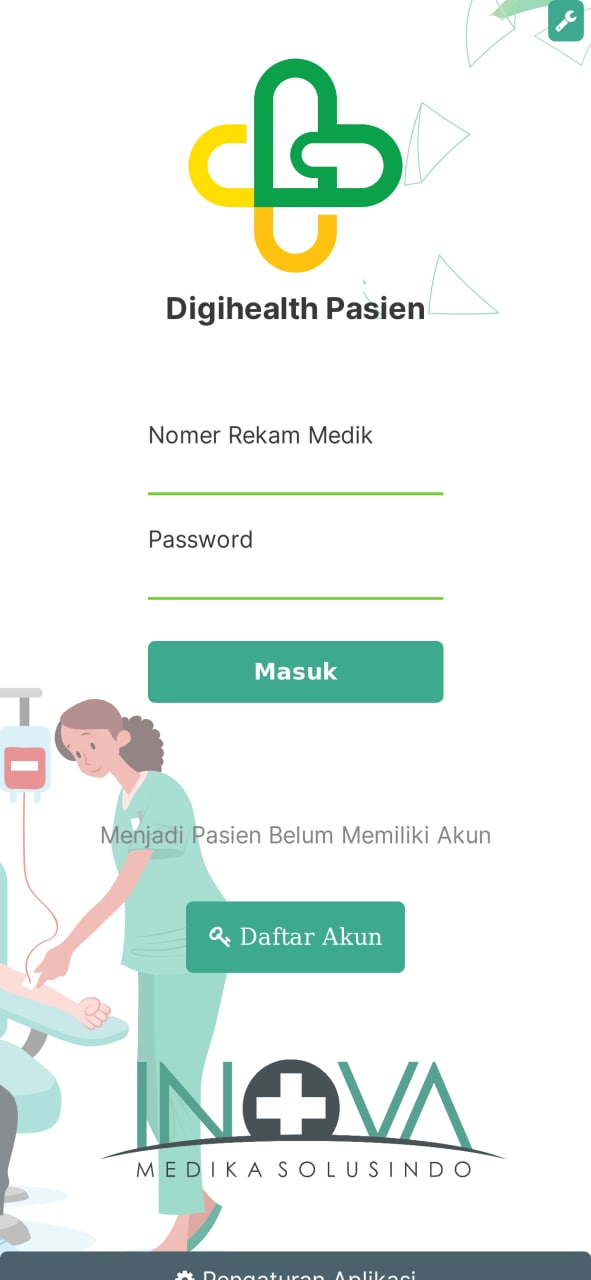 Digihealth Pasien
Nomer Rekam Medik
Password
Masuk
Menjadi Pasien Belum Memiliki Akun
Daftar Akun
INOVA
MEDIKA SOLUSINDO
Pengaturan Aplikasi